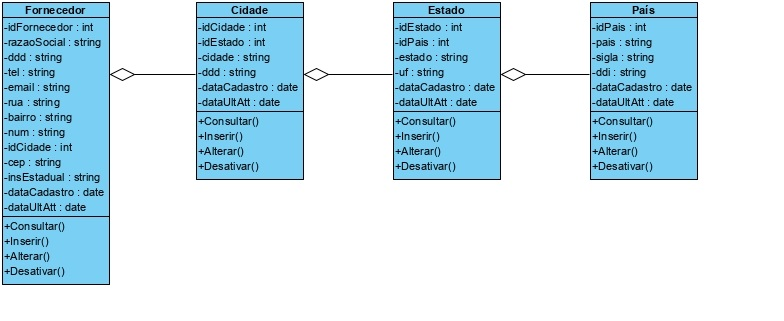 Fornecedor
-idFornecedor : int
-razaoSocial : string
-ddd : string
-tel : string
-email : string
-rua : string
-bairro : string
-num : string
-idCidade : int
-cep : string
-insEstadual : string
-dataCadastro : date
-dataUltAtt : date
+Consultar()
+Inserir()
+Alterar()
+Desativar()
Cidade
-idCidade : int
-idEstado : int
-cidade : string
-ddd : string
-dataCadastro : date
-dataUltAtt : date
+Consultar()
+Inserir()
+Alterar()
+Desativar()
Estado
-idEstado : int
-idPais : int
-estado : string
-uf : string
-dataCadastro : date
-dataUltAtt : date
+Consultar()
+Inserir()
+Alterar()
+Desativar()
País
-idPais : int
-pais : string
-sigla : string
-ddi : string
-dataCadastro : date
-dataUltAtt : date
+Consultar()
+Inserir()
+Alterar()
+Desativar()